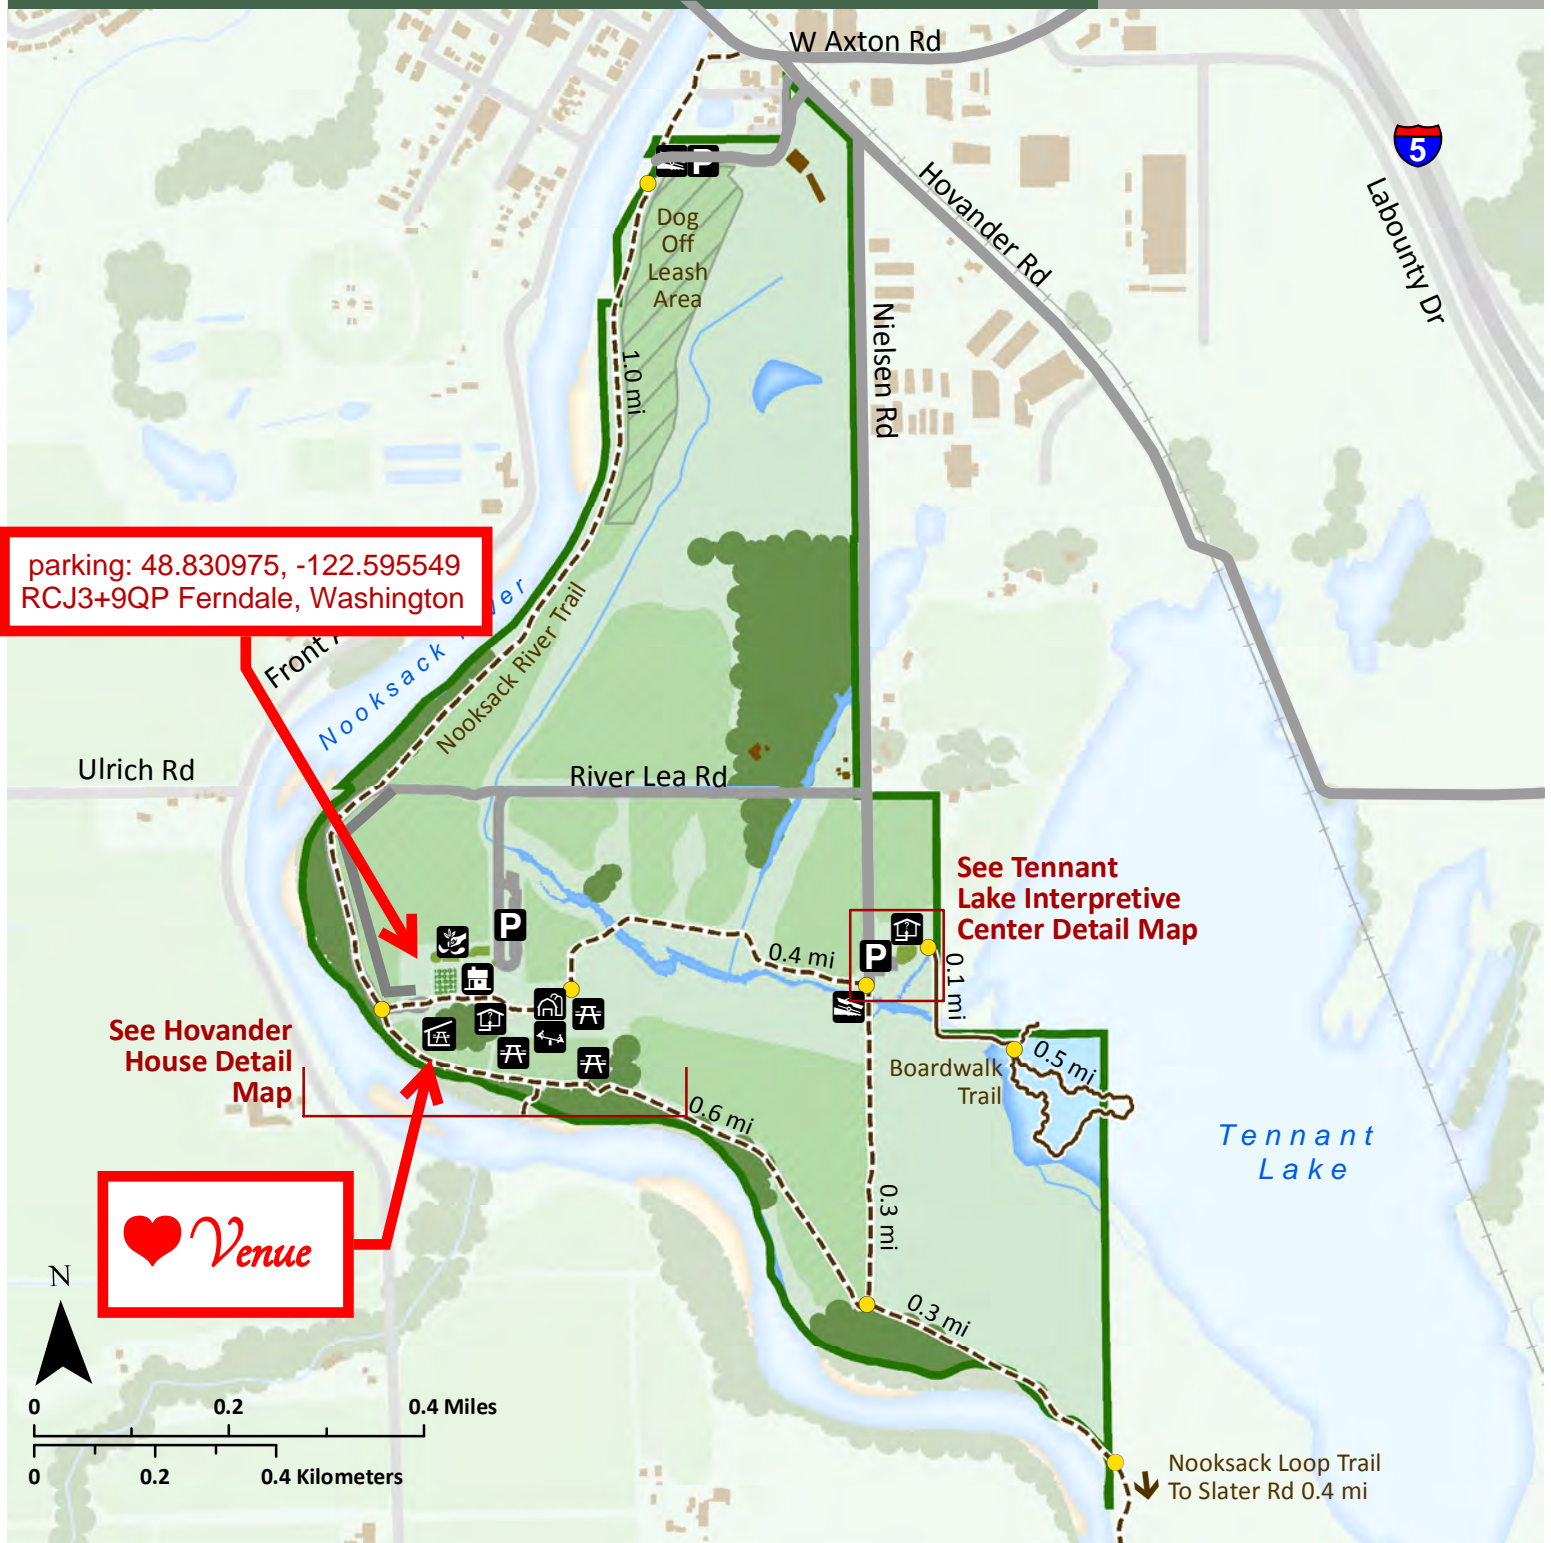 W Axton Rd
5
Labounty Dr
Hovander Rd
P
Dog
Off
Leash
Area
1.0 mi
Nielsen Rd
parking: 48.830975, -122.595549
RCJ3+9QP Ferndale, Washington
Front
Nooksack
Nooksack River Trail
Ulrich Rd
River Lea Rd
See Tennant
Lake Interpretive
Center Detail Map
P
P
0.4 mi
0.1 mi
See Hovander
House Detail
Map
Boardwalk
Trail
0.5 mi
0.6 mi
Tennant
Lake
0.3 mi
Venue
N
0.3 mi
0 0.2 0.4 Miles
0 0.2 0.4 Kilometers
Nooksack Loop Trail
To Slater Rd 0.4 mi